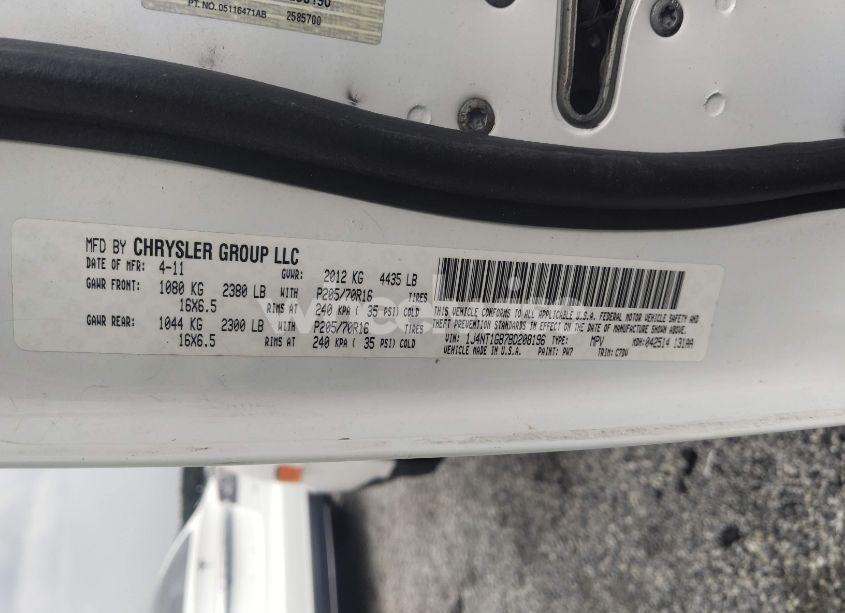 PT. NO. 05116471AB 2585700
MFD BY CHRYSLER GROUP LLC
DATE OF MFR: 4-11 GVWR: 2012 KG 4435 LB
GAWR FRONT: 1080 KG 2380 LB WITH P205/70R16 TIRES
16X6.5 RIMS AT 240 KPA ( 35 PSI) COLD
GAWR REAR: 1044 KG 2300 LB WITH P205/70R16 TIRES
16X6.5 RIMS AT 240 KPA ( 35 PSI) COLD
THIS VEHICLE CONFORMS TO ALL APPLICABLE U.S.A. FEDERAL MOTOR VEHICLE SAFETY AND
THEFT PREVENTION STANDARDS IN EFFECT ON THE DATE OF MANUFACTURE SHOWN ABOVE.
VIN: 1J4NT1GB7BD208196 TYPE: MPV MDH: 042514 131AA
VEHICLE MADE IN U.S.A. PAINT: PW7 TRIM: C7DV